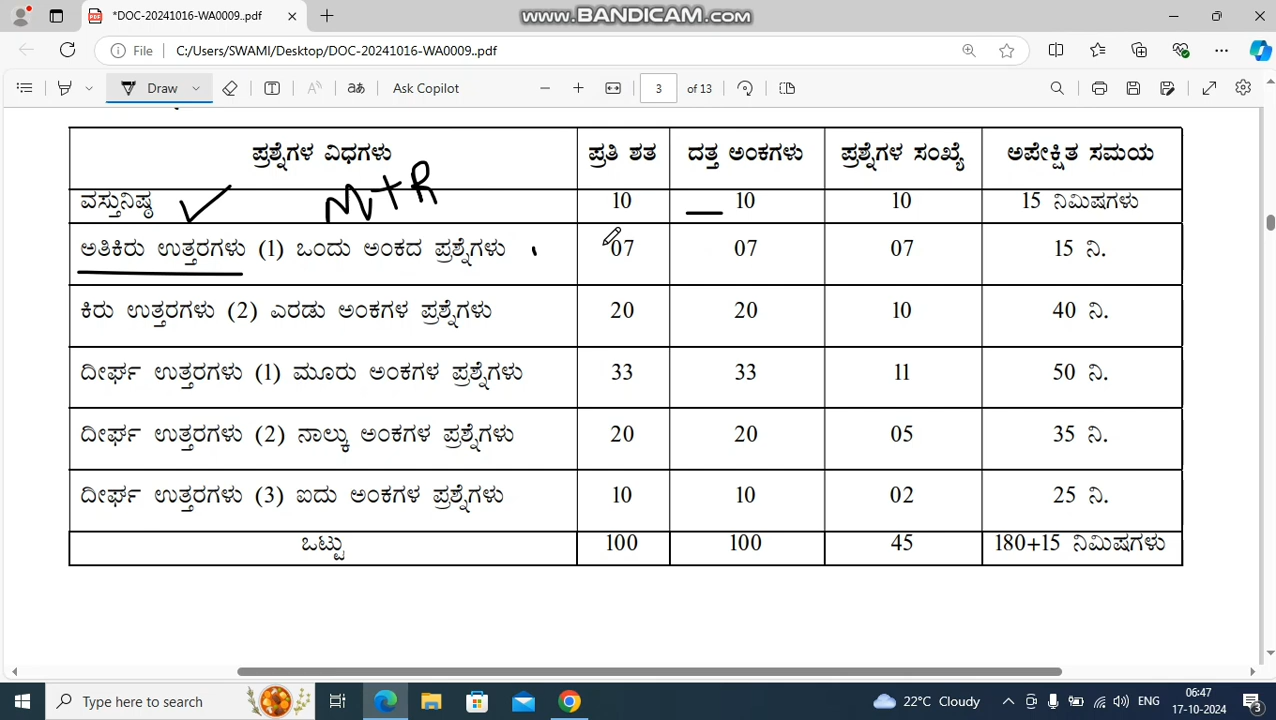 *DOC-20241016-WA0009..pdf
www.BANDICAM.com
File C:/Users/SWAMI/Desktop/DOC-20241016-WA0009..pdf
Draw T aあ Ask Copilot 3 of 13
ಪ್ರಶ್ನೆಗಳ ವಿಧಗಳು ಪ್ರತಿ ಶತ ದತ್ತ ಅಂಕಗಳು ಪ್ರಶ್ನೆಗಳ ಸಂಖ್ಯೆ ಅಪೇಕ್ಷಿತ ಸಮಯ
ವಸ್ತುನಿಷ್ಠ M+R 10 10 10 15 ನಿಮಿಷಗಳು
ಅತಿಕಿರು ಉತ್ತರಗಳು (1) ಒಂದು ಅಂಕದ ಪ್ರಶ್ನೆಗಳು 07 07 07 15 ನಿ.
ಕಿರು ಉತ್ತರಗಳು (2) ಎರಡು ಅಂಕಗಳ ಪ್ರಶ್ನೆಗಳು 20 20 10 40 ನಿ.
ದೀರ್ಘ ಉತ್ತರಗಳು (1) ಮೂರು ಅಂಕಗಳ ಪ್ರಶ್ನೆಗಳು 33 33 11 50 ನಿ.
ದೀರ್ಘ ಉತ್ತರಗಳು (2) ನಾಲ್ಕು ಅಂಕಗಳ ಪ್ರಶ್ನೆಗಳು 20 20 05 35 ನಿ.
ದೀರ್ಘ ಉತ್ತರಗಳು (3) ಐದು ಅಂಕಗಳ ಪ್ರಶ್ನೆಗಳು 10 10 02 25 ನಿ.
ಒಟ್ಟು 100 100 45 180+15 ನಿಮಿಷಗಳು
Type here to search 22°C Cloudy ENG 06:47
17-10-2024 3